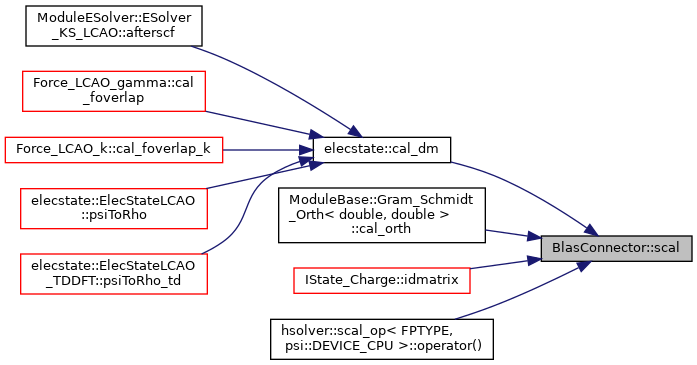 ModuleESolver::ESolver
_KS_LCAO::afterscf
Force_LCAO_gamma::cal
_foverlap
Force_LCAO_k::cal_foverlap_k
elecstate::cal_dm
elecstate::ElecStateLCAO
::psiToRho
ModuleBase::Gram_Schmidt
_Orth< double, double >
::cal_orth
BlasConnector::scal
elecstate::ElecStateLCAO
_TDDFT::psiToRho_td
IState_Charge::idmatrix
hsolver::scal_op< FPTYPE,
psi::DEVICE_CPU >::operator()